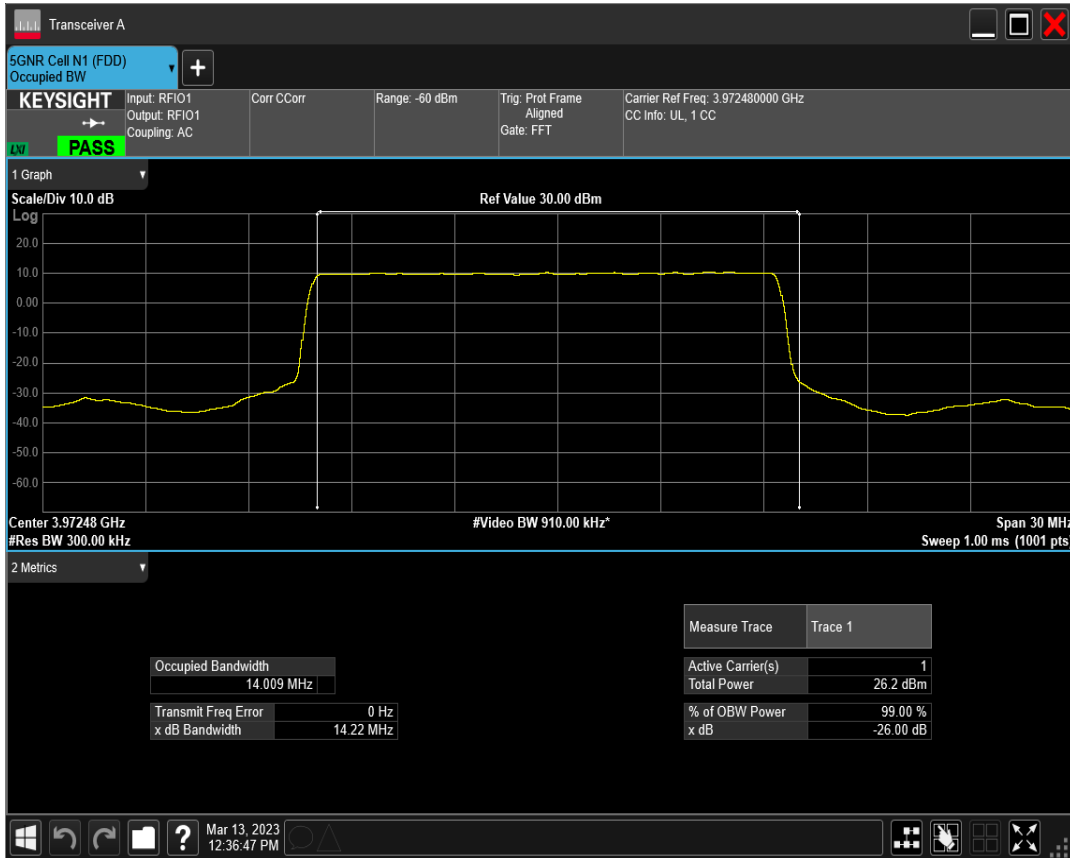 Transceiver A
5GNR Cell N1 (FDD)
Occupied BW
+
KEYSIGHT
LXI
PASS
Input: RFIO1
Output: RFIO1
Coupling: AC
Corr CCorr
Range: -60 dBm
Trig: Prot Frame
Aligned
Gate: FFT
Carrier Ref Freq: 3.972480000 GHz
CC Info: UL, 1 CC
1 Graph
Scale/Div 10.0 dB
Ref Value 30.00 dBm
Log
20.0
10.0
0.00
-10.0
-20.0
-30.0
-40.0
-50.0
-60.0
Center 3.97248 GHz
#Video BW 910.00 kHz*
Span 30 MHz
#Res BW 300.00 kHz
Sweep 1.00 ms (1001 pts)
2 Metrics
Measure Trace Trace 1
Occupied Bandwidth
14.009 MHz
Active Carrier(s) 1
Total Power 26.2 dBm
Transmit Freq Error 0 Hz
x dB Bandwidth 14.22 MHz
% of OBW Power 99.00 %
x dB -26.00 dB
?
Mar 13, 2023
12:36:47 PM